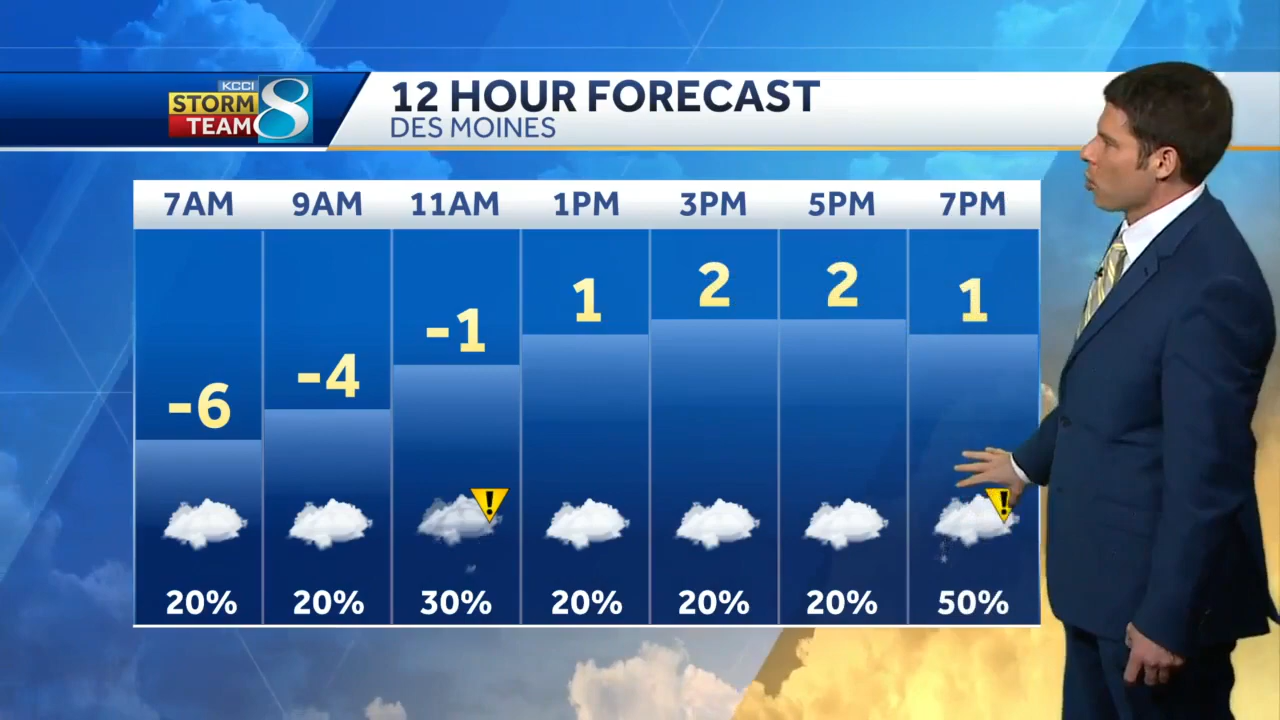 KCCI
STORM
TEAM 8
12 HOUR FORECAST
DES MOINES
7AM 9AM 11AM 1PM 3PM 5PM 7PM
-6 -4 -1 1 2 2 1
! !
20% 20% 30% 20% 20% 20% 50%